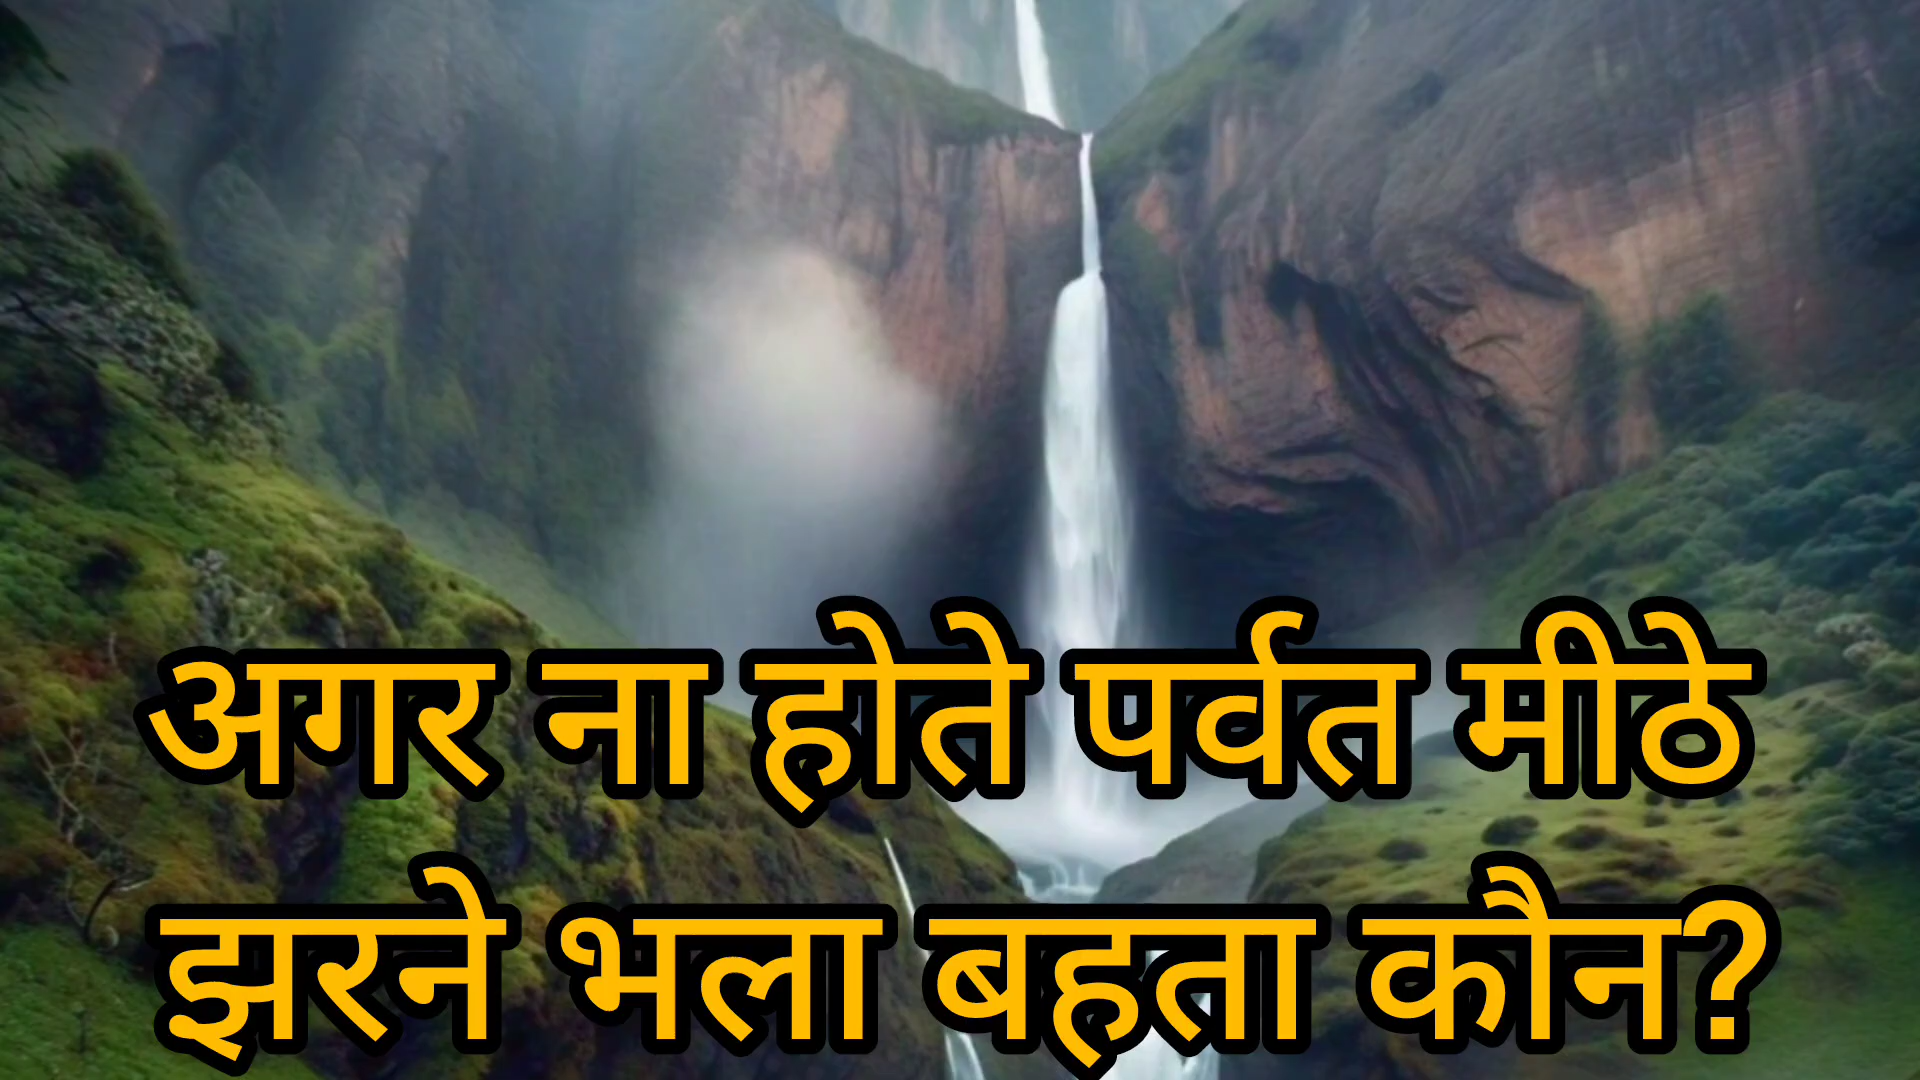 अगर ना होते पर्वत मीठे
झरने भला बहता कौन?